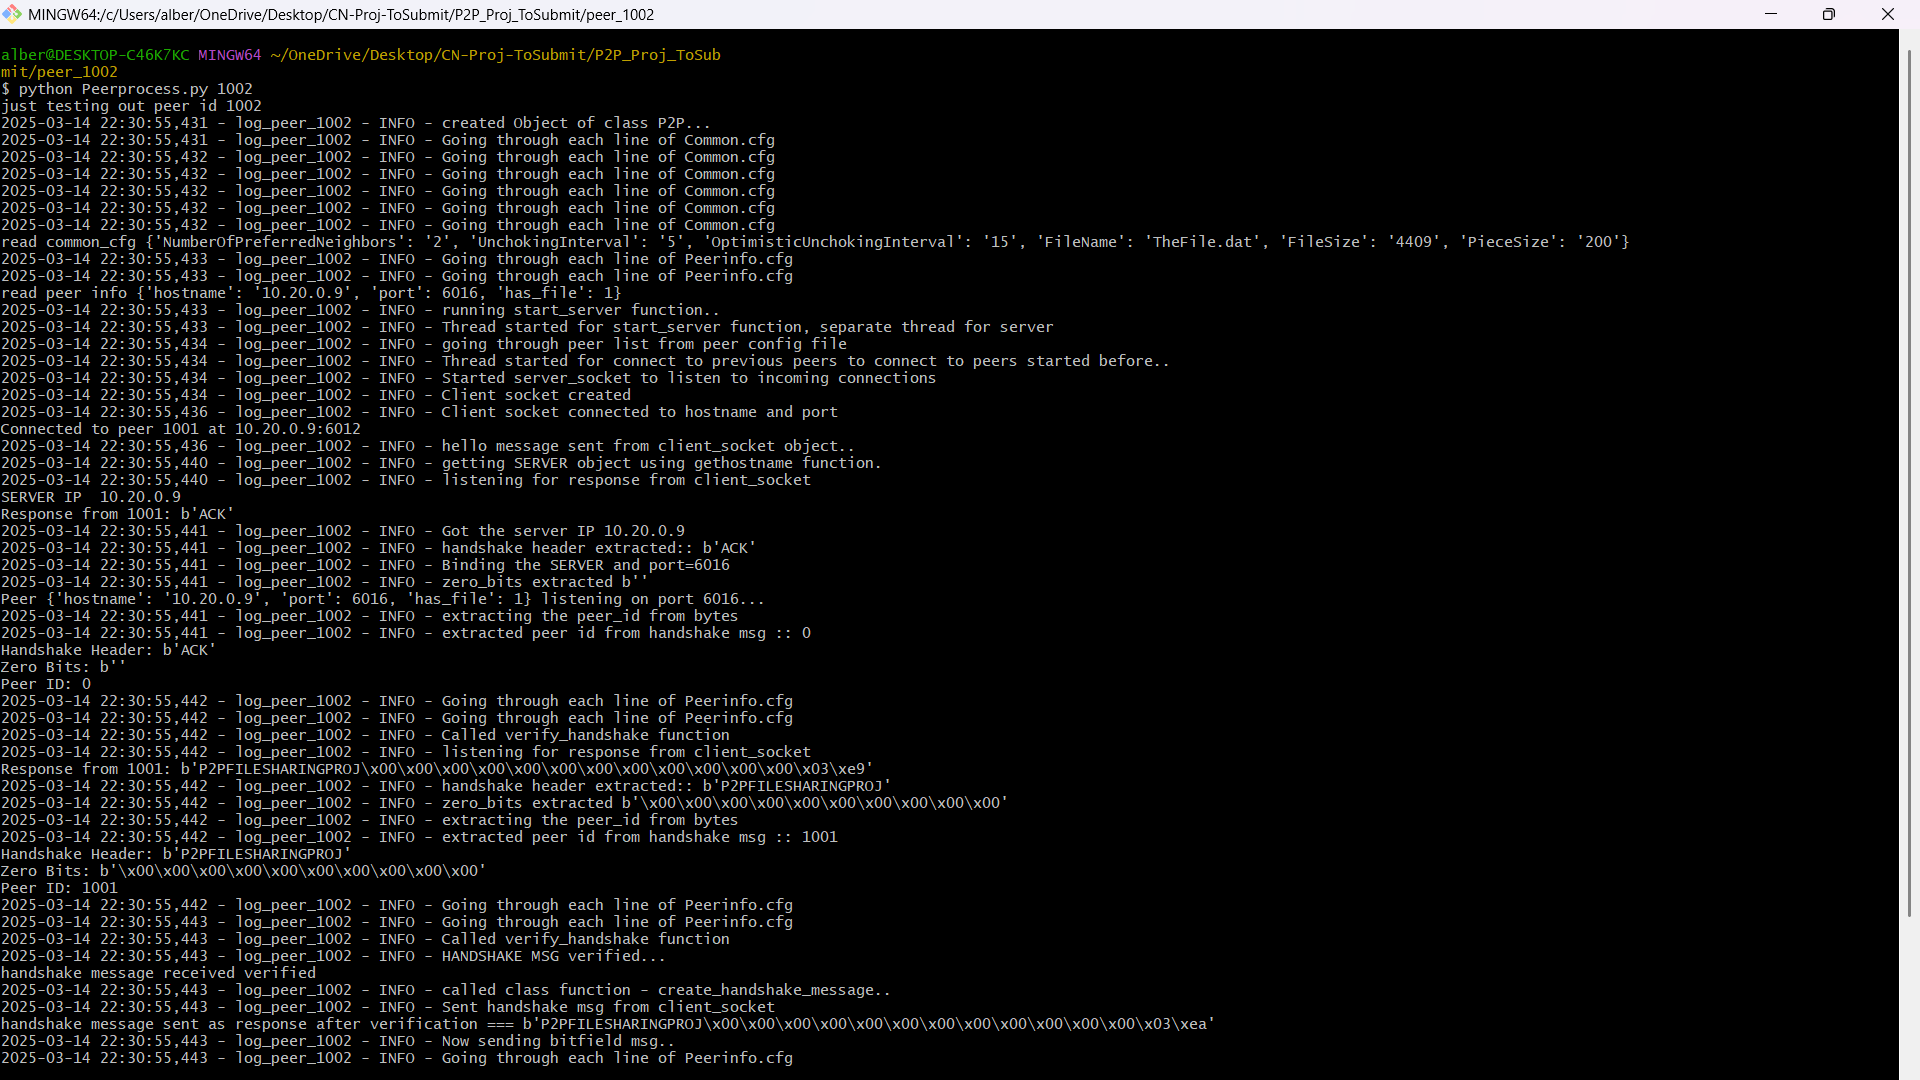 MINGW64:/c/Users/alber/OneDrive/Desktop/CN-Proj-ToSubmit/P2P_Proj_ToSubmit/peer_1002
alber@DESKTOP-C46K7KC MINGW64 ~/OneDrive/Desktop/CN-Proj-ToSubmit/P2P_Proj_ToSub
mit/peer_1002
$ python Peerprocess.py 1002
just testing out peer id 1002
2025-03-14 22:30:55,431 - log_peer_1002 - INFO - created Object of class P2P...
2025-03-14 22:30:55,431 - log_peer_1002 - INFO - Going through each line of Common.cfg
2025-03-14 22:30:55,432 - log_peer_1002 - INFO - Going through each line of Common.cfg
2025-03-14 22:30:55,432 - log_peer_1002 - INFO - Going through each line of Common.cfg
2025-03-14 22:30:55,432 - log_peer_1002 - INFO - Going through each line of Common.cfg
2025-03-14 22:30:55,432 - log_peer_1002 - INFO - Going through each line of Common.cfg
2025-03-14 22:30:55,432 - log_peer_1002 - INFO - Going through each line of Common.cfg
read common_cfg {'NumberOfPreferredNeighbors': '2', 'UnchokingInterval': '5', 'OptimisticUnchokingInterval': '15', 'FileName': 'TheFile.dat', 'FileSize': '4409', 'PieceSize': '200'}
2025-03-14 22:30:55,433 - log_peer_1002 - INFO - Going through each line of Peerinfo.cfg
2025-03-14 22:30:55,433 - log_peer_1002 - INFO - Going through each line of Peerinfo.cfg
read peer info {'hostname': '10.20.0.9', 'port': 6016, 'has_file': 1}
2025-03-14 22:30:55,433 - log_peer_1002 - INFO - running start_server function..
2025-03-14 22:30:55,433 - log_peer_1002 - INFO - Thread started for start_server function, separate thread for server
2025-03-14 22:30:55,434 - log_peer_1002 - INFO - going through peer list from peer config file
2025-03-14 22:30:55,434 - log_peer_1002 - INFO - Thread started for connect to previous peers to connect to peers started before..
2025-03-14 22:30:55,434 - log_peer_1002 - INFO - Started server_socket to listen to incoming connections
2025-03-14 22:30:55,434 - log_peer_1002 - INFO - Client socket created
2025-03-14 22:30:55,436 - log_peer_1002 - INFO - Client socket connected to hostname and port
Connected to peer 1001 at 10.20.0.9:6012
2025-03-14 22:30:55,436 - log_peer_1002 - INFO - hello message sent from client_socket object..
2025-03-14 22:30:55,440 - log_peer_1002 - INFO - getting SERVER object using gethostname function.
2025-03-14 22:30:55,440 - log_peer_1002 - INFO - listening for response from client_socket
SERVER IP  10.20.0.9
Response from 1001: b'ACK'
2025-03-14 22:30:55,441 - log_peer_1002 - INFO - Got the server IP 10.20.0.9
2025-03-14 22:30:55,441 - log_peer_1002 - INFO - handshake header extracted:: b'ACK'
2025-03-14 22:30:55,441 - log_peer_1002 - INFO - Binding the SERVER and port=6016
2025-03-14 22:30:55,441 - log_peer_1002 - INFO - zero_bits extracted b''
Peer {'hostname': '10.20.0.9', 'port': 6016, 'has_file': 1} listening on port 6016...
2025-03-14 22:30:55,441 - log_peer_1002 - INFO - extracting the peer_id from bytes
2025-03-14 22:30:55,441 - log_peer_1002 - INFO - extracted peer id from handshake msg :: 0
Handshake Header: b'ACK'
Zero Bits: b''
Peer ID: 0
2025-03-14 22:30:55,442 - log_peer_1002 - INFO - Going through each line of Peerinfo.cfg
2025-03-14 22:30:55,442 - log_peer_1002 - INFO - Going through each line of Peerinfo.cfg
2025-03-14 22:30:55,442 - log_peer_1002 - INFO - Called verify_handshake function
2025-03-14 22:30:55,442 - log_peer_1002 - INFO - listening for response from client_socket
Response from 1001: b'P2PFILESHARINGPROJ\x00\x00\x00\x00\x00\x00\x00\x00\x00\x00\x00\x00\x03\xe9'
2025-03-14 22:30:55,442 - log_peer_1002 - INFO - handshake header extracted:: b'P2PFILESHARINGPROJ'
2025-03-14 22:30:55,442 - log_peer_1002 - INFO - zero_bits extracted b'\x00\x00\x00\x00\x00\x00\x00\x00\x00\x00'
2025-03-14 22:30:55,442 - log_peer_1002 - INFO - extracting the peer_id from bytes
2025-03-14 22:30:55,442 - log_peer_1002 - INFO - extracted peer id from handshake msg :: 1001
Handshake Header: b'P2PFILESHARINGPROJ'
Zero Bits: b'\x00\x00\x00\x00\x00\x00\x00\x00\x00\x00'
Peer ID: 1001
2025-03-14 22:30:55,442 - log_peer_1002 - INFO - Going through each line of Peerinfo.cfg
2025-03-14 22:30:55,443 - log_peer_1002 - INFO - Going through each line of Peerinfo.cfg
2025-03-14 22:30:55,443 - log_peer_1002 - INFO - Called verify_handshake function
2025-03-14 22:30:55,443 - log_peer_1002 - INFO - HANDSHAKE MSG verified...
handshake message received verified
2025-03-14 22:30:55,443 - log_peer_1002 - INFO - called class function - create_handshake_message..
2025-03-14 22:30:55,443 - log_peer_1002 - INFO - Sent handshake msg from client_socket
handshake message sent as response after verification === b'P2PFILESHARINGPROJ\x00\x00\x00\x00\x00\x00\x00\x00\x00\x00\x00\x00\x03\xea'
2025-03-14 22:30:55,443 - log_peer_1002 - INFO - Now sending bitfield msg..
2025-03-14 22:30:55,443 - log_peer_1002 - INFO - Going through each line of Peerinfo.cfg